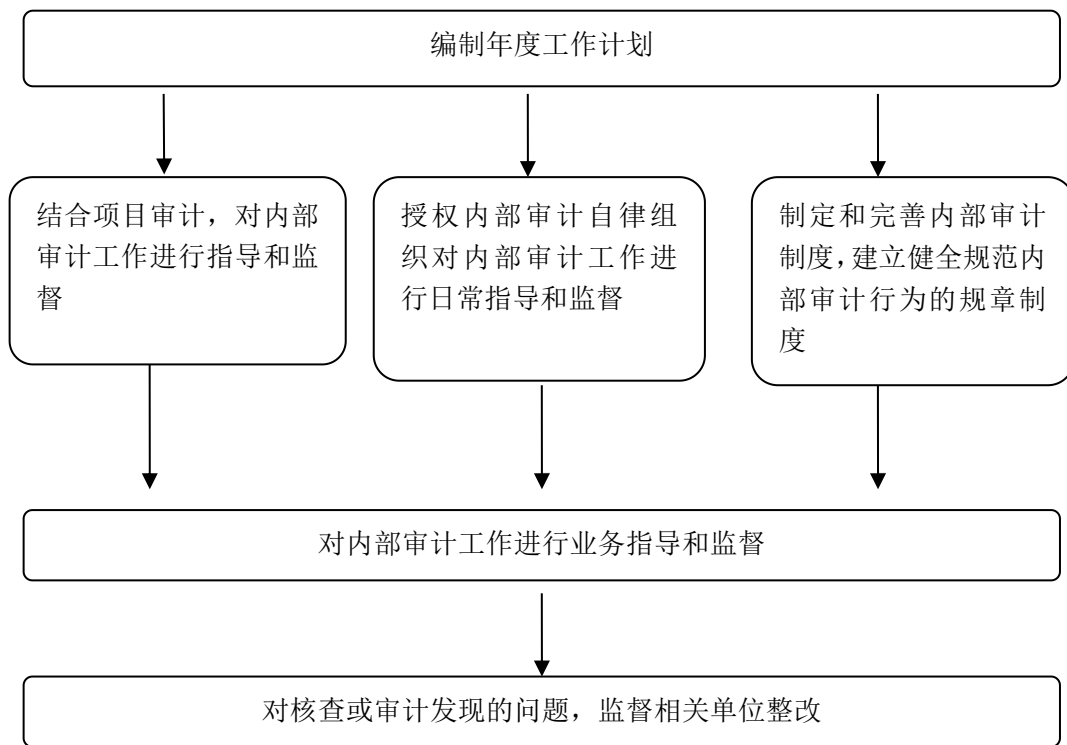 编制年度工作计划
结合项目审计，对内部
审计工作进行指导和监
督
授权内部审计自律组
织对内部审计工作进
行日常指导和监督
制定和完善内部审计
制度，建立健全规范内
部审计行为的规章制
度
对内部审计工作进行业务指导和监督
对核查或审计发现的问题，监督相关单位整改